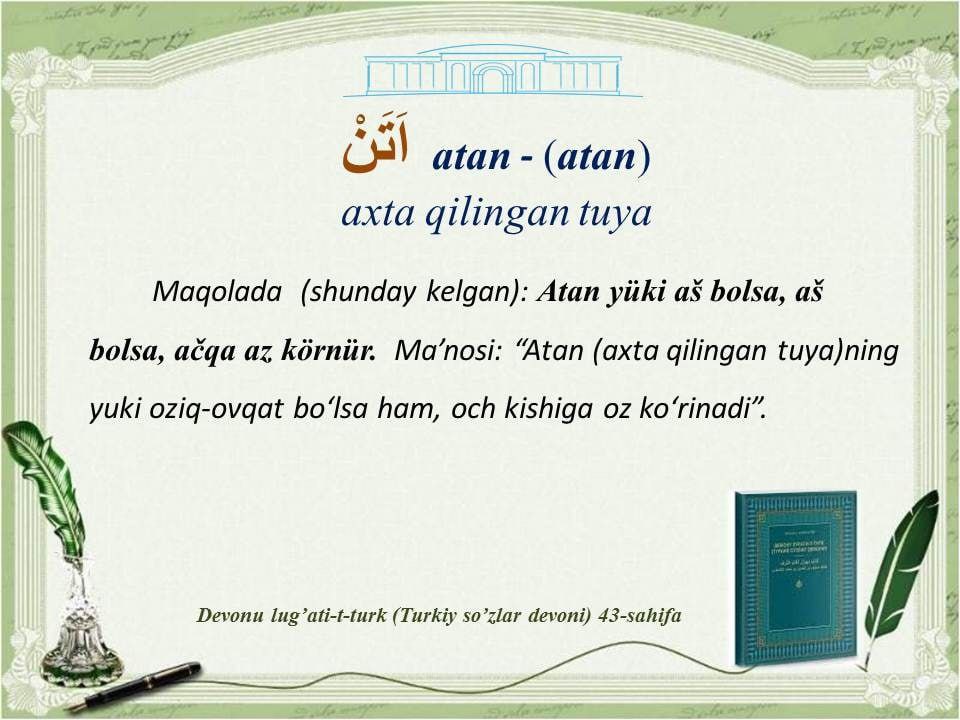 اَتَنْ atan - (atan)
axta qilingan tuya
Maqolada (shunday kelgan): Atan yüki aš bolsa, aš
bolsa, ačqa az körnür. Ma’nosi: “Atan (axta qilingan tuya)ning
yuki oziq-ovqat bo‘lsa ham, och kishiga oz ko‘rinadi”.
Devonu lug’ati-t-turk (Turkiy so’zlar devoni) 43-sahifa